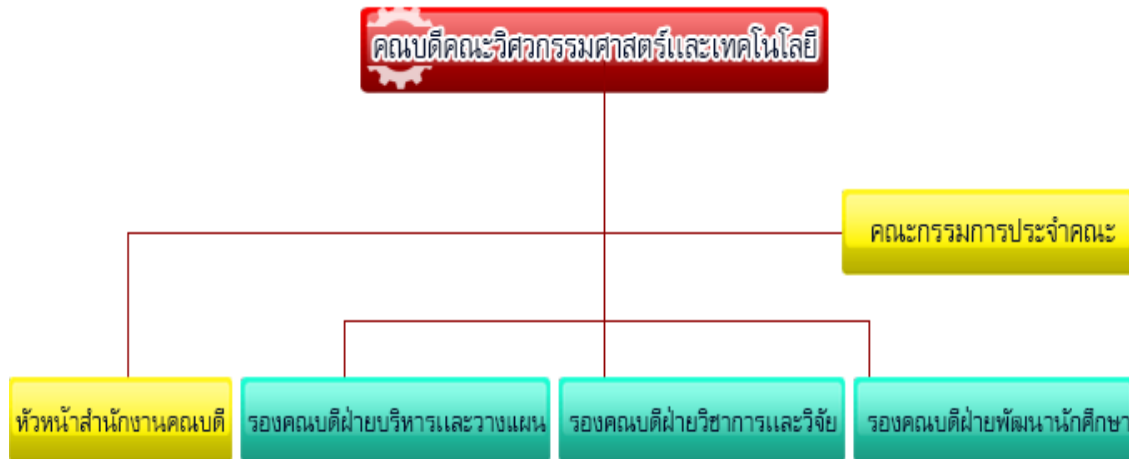 คณบดีคณะวิศวกรรมศาสตร์และเทคโนโลยี
คณะกรรมการประจำคณะ
หัวหน้าสำนักงานคณบดี
รองคณบดีฝ่ายบริหารและวางแผน
รองคณบดีฝ่ายวิชาการและวิจัย
รองคณบดีฝ่ายพัฒนานักศึกษา